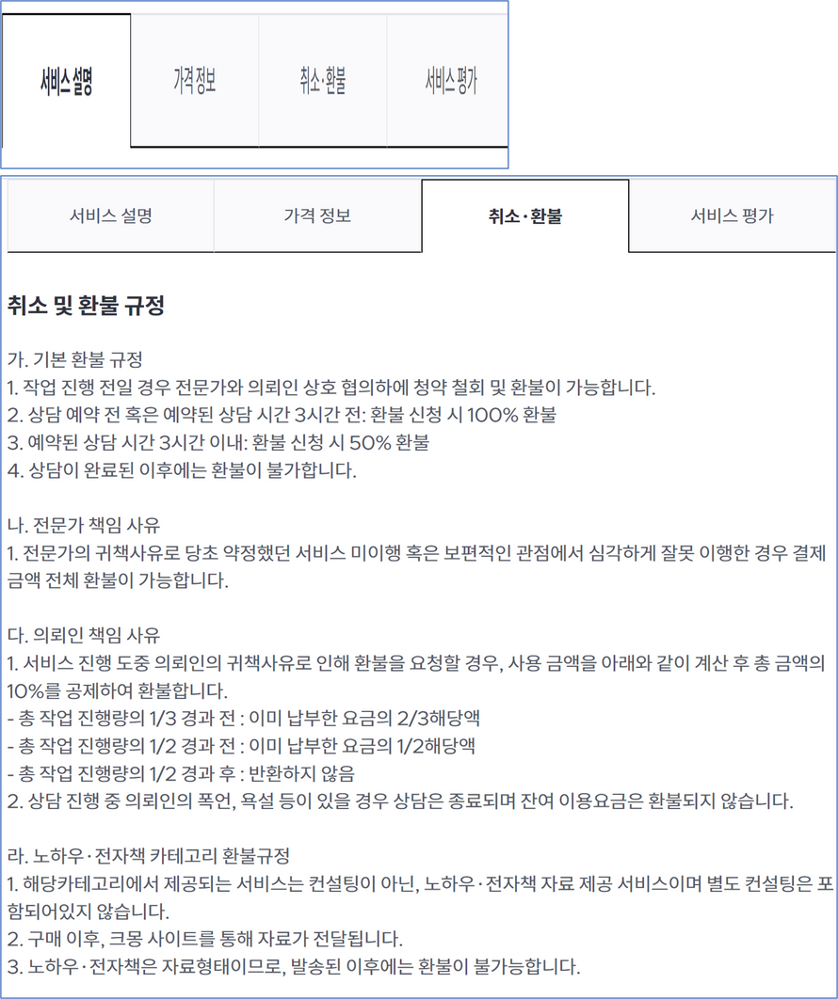 서비스 설명
가격 정보
취소·환불
서비스 평가
서비스 설명
가격 정보
취소·환불
서비스 평가
취소 및 환불 규정
가. 기본 환불 규정
1. 작업 진행 전일 경우 전문가와 의뢰인 상호 협의하에 청약 철회 및 환불이 가능합니다.
2. 상담 예약 전 혹은 예약된 상담 시간 3시간 전: 환불 신청 시 100% 환불
3. 예약된 상담 시간 3시간 이내: 환불 신청 시 50% 환불
4. 상담이 완료된 이후에는 환불이 불가합니다.
나. 전문가 책임 사유
1. 전문가의 귀책사유로 당초 약정했던 서비스 미이행 혹은 보편적인 관점에서 심각하게 잘못 이행한 경우 결제
금액 전체 환불이 가능합니다.
다. 의뢰인 책임 사유
1. 서비스 진행 도중 의뢰인의 귀책사유로 인해 환불을 요청할 경우, 사용 금액을 아래와 같이 계산 후 총 금액의
10%를 공제하여 환불합니다.
- 총 작업 진행량의 1/3 경과 전 : 이미 납부한 요금의 2/3해당액
- 총 작업 진행량의 1/2 경과 전 : 이미 납부한 요금의 1/2해당액
- 총 작업 진행량의 1/2 경과 후 : 반환하지 않음
2. 상담 진행 중 의뢰인의 폭언, 욕설 등이 있을 경우 상담은 종료되며 잔여 이용요금은 환불되지 않습니다.
라. 노하우·전자책 카테고리 환불규정
1. 해당카테고리에서 제공되는 서비스는 컨설팅이 아닌, 노하우·전자책 자료 제공 서비스이며 별도 컨설팅은 포
함되어있지 않습니다.
2. 구매 이후, 크몽 사이트를 통해 자료가 전달됩니다.
3. 노하우·전자책은 자료형태이므로, 발송된 이후에는 환불이 불가능합니다.